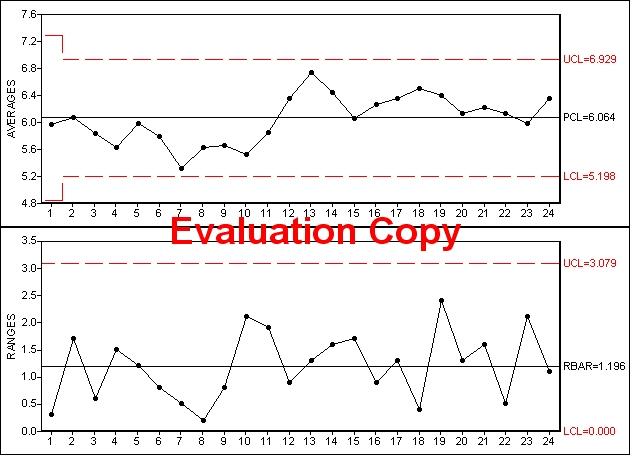 AVERAGES
7.6
7.2
6.8
6.4
6.0
5.6
5.2
4.8
UCL=6.929
PCL=6.064
LCL=5.198
1 2 3 4 5 6 7 8 9 10 11 12 13 14 15 16 17 18 19 20 21 22 23 24
Evaluation Copy
RANGES
3.5
3.0
2.5
2.0
1.5
1.0
0.5
0.0
UCL=3.079
RBAR=1.196
LCL=0.000
1 2 3 4 5 6 7 8 9 10 11 12 13 14 15 16 17 18 19 20 21 22 23 24